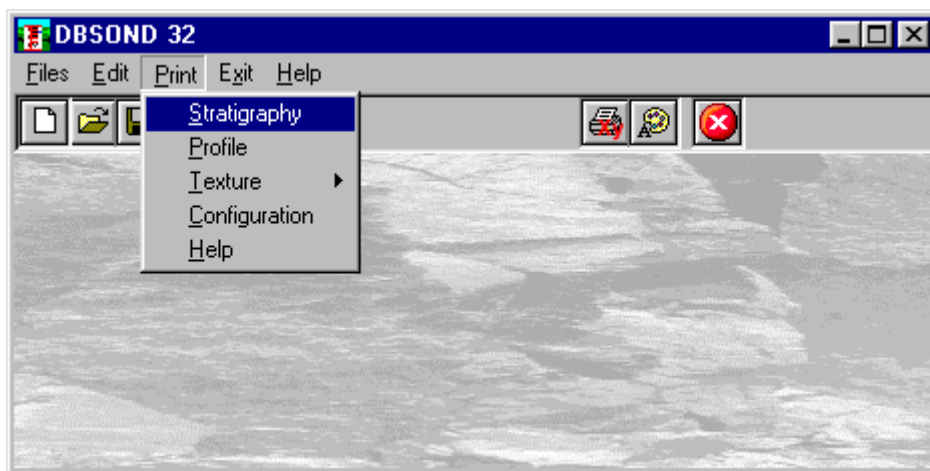 DBSOND 32
Files Edit Print Exit Help
Stratigraphy
Profile
Texture
Configuration
Help